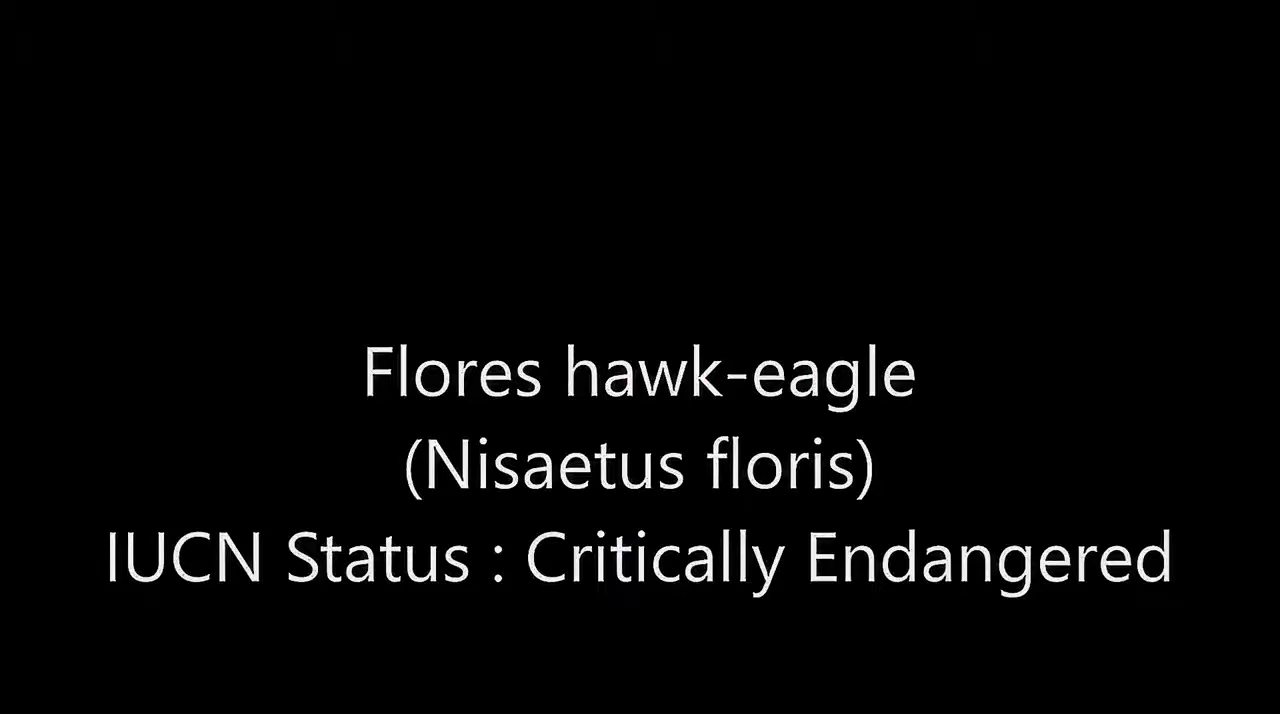 Flores hawk-eagle
(Nisaetus floris)
IUCN Status : Critically Endangered